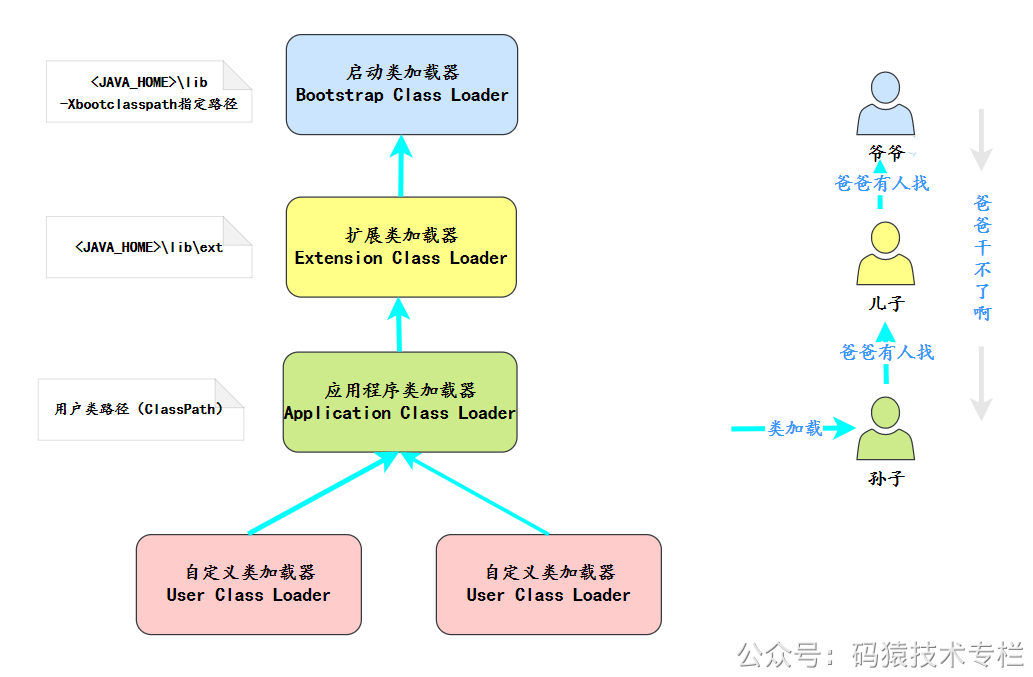 启动类加载器
Bootstrap Class Loader
<JAVA_HOME>\lib
-Xbootclasspath指定路径
扩展类加载器
Extension Class Loader
<JAVA_HOME>\lib\ext
应用程序类加载器
Application Class Loader
用户类路径（ClassPath）
自定义类加载器
User Class Loader
自定义类加载器
User Class Loader
爷爷
爸爸有人找
儿子
爸爸有人找
类加载
孙子
爸爸干不了啊
公众号：码猿技术专栏